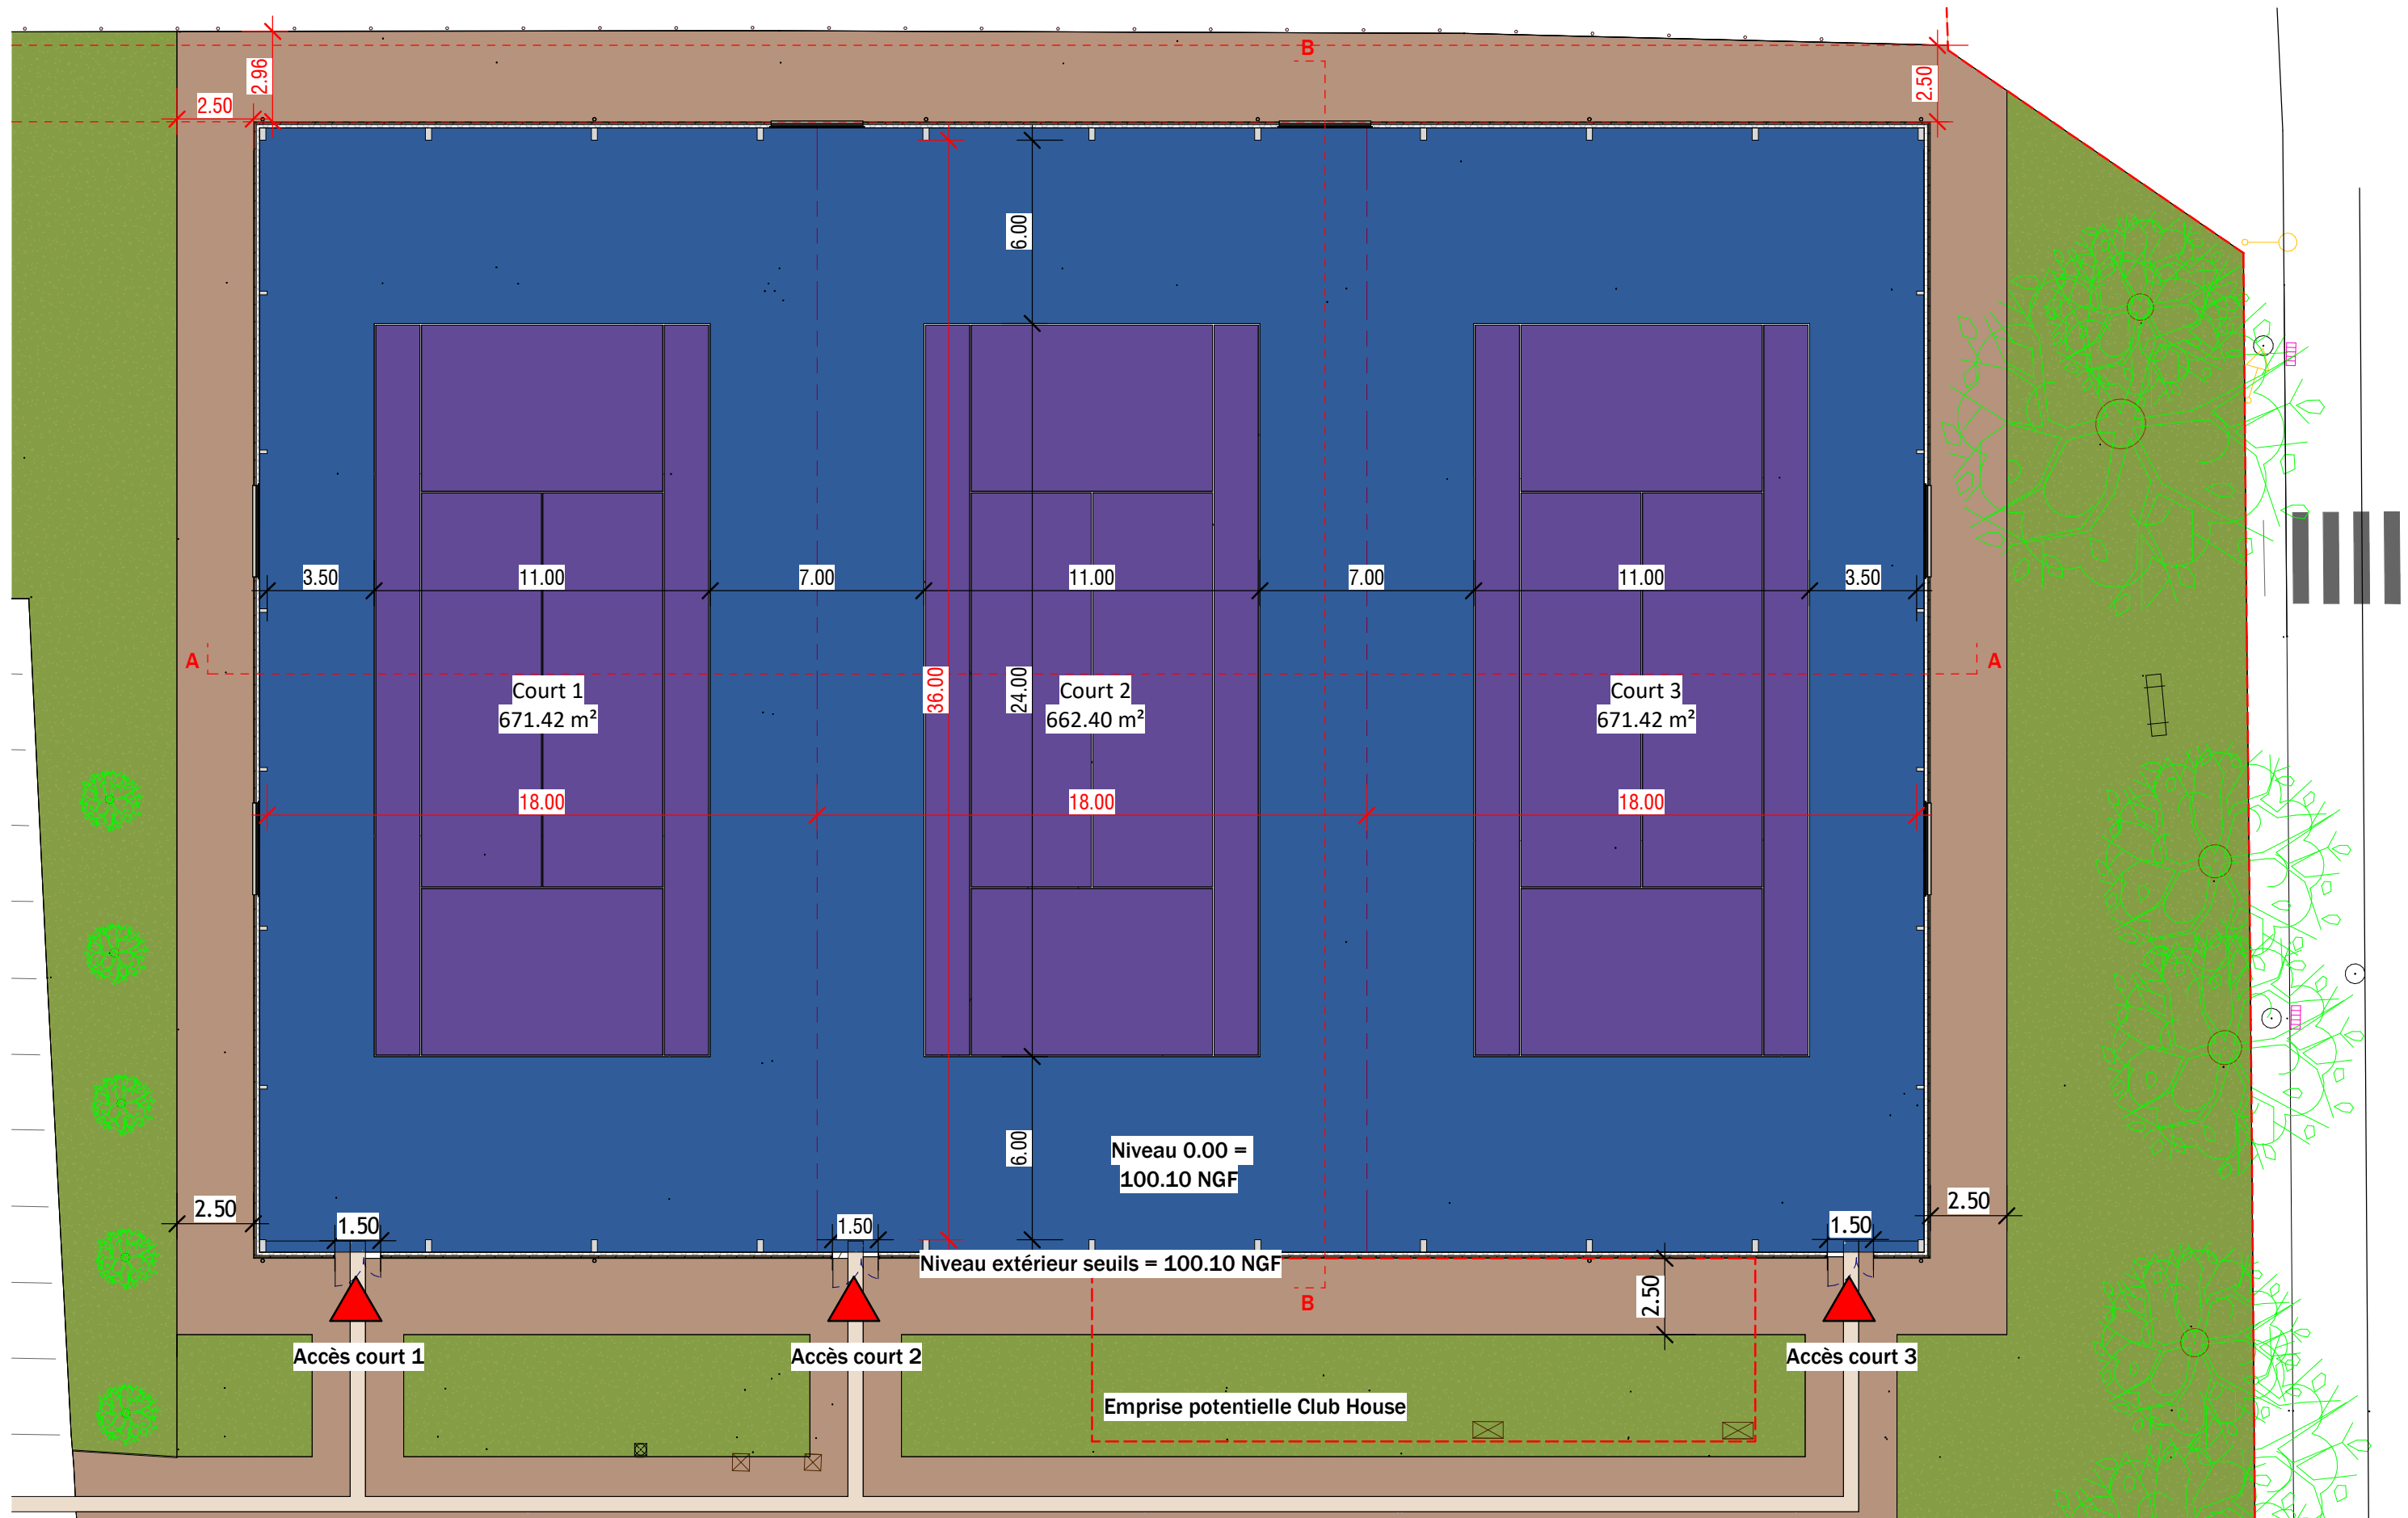 B
2.96
2.50
2.50
6.00
3.50
11.00
7.00
11.00
7.00
11.00
3.50
A
A
36.00
24.00
Court 1
671.42 m²
Court 2
662.40 m²
Court 3
671.42 m²
18.00
18.00
18.00
6.00
Niveau 0.00 =
100.10 NGF
2.50
1.50
1.50
1.50
2.50
Niveau extérieur seuils = 100.10 NGF
2.50
B
Accès court 1
Accès court 2
Accès court 3
Emprise potentielle Club House